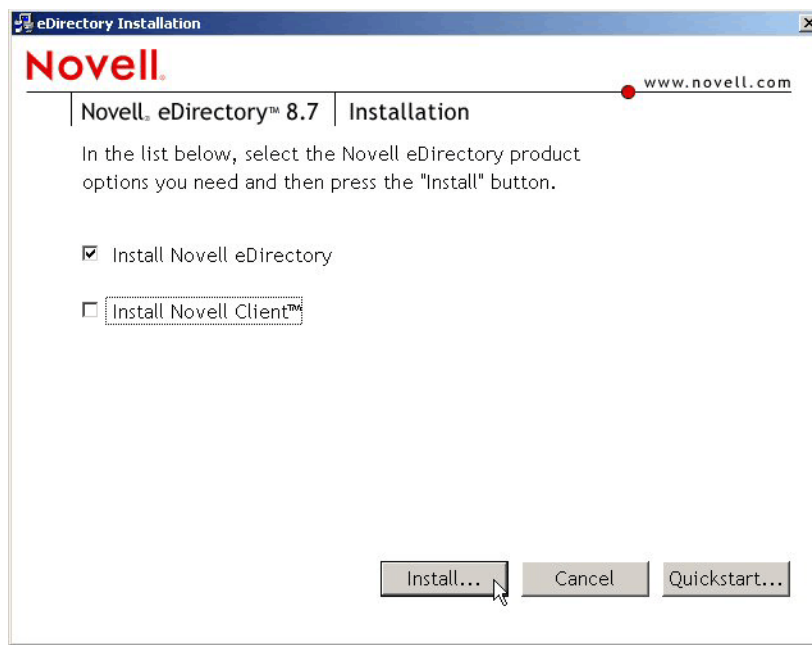 eDirectory Installation
Novell®
www.novell.com
Novell® eDirectory™ 8.7 Installation
In the list below, select the Novell eDirectory product
options you need and then press the "Install" button.
Install Novell eDirectory
Install Novell Client™
Install... Cancel Quickstart...